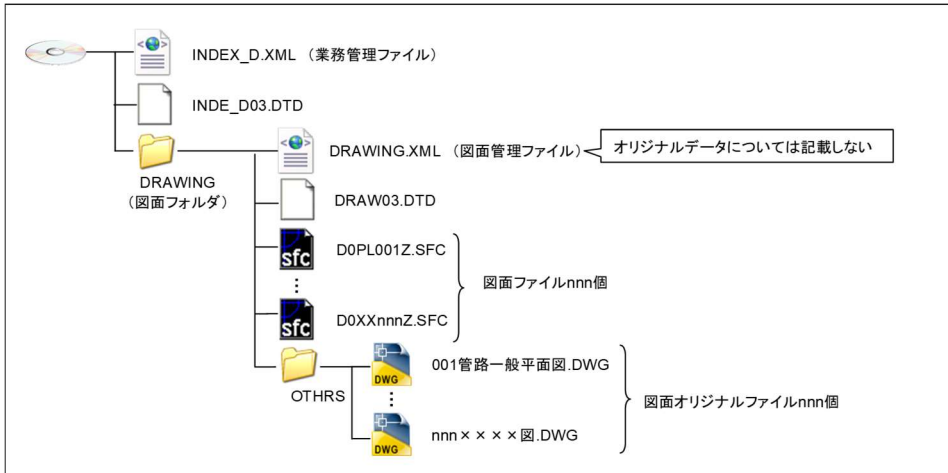 INDEX_D.XML (業務管理ファイル)
INDE_D03.DTD
DRAWING
(図面フォルダ)
DRAWING.XML (図面管理ファイル)
オリジナルデータについては記載しない
DRAW03.DTD
sfc
D0PL001Z.SFC
図面ファイルnnn個
sfc
D0XXnnnZ.SFC
OTHRS
DWG
001管路一般平面図.DWG
図面オリジナルファイルnnn個
DWG
nnn××××図.DWG